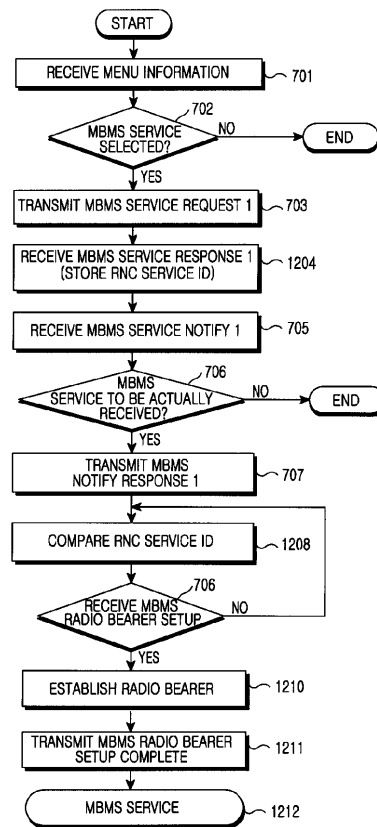 START
RECEIVE MENU INFORMATION
701
702
MBMS SERVICE
SELECTED?
NO
END
YES
TRANSMIT MBMS SERVICE REQUEST 1
703
RECEIVE MBMS SERVICE RESPONSE 1
(STORE RNC SERVICE ID)
1204
RECEIVE MBMS SERVICE NOTIFY 1
705
706
MBMS
SERVICE TO BE ACTUALLY
RECEIVED?
NO
END
YES
TRANSMIT MBMS
NOTIFY RESPONSE 1
707
COMPARE RNC SERVICE ID
1208
706
RECEIVE MBMS
RADIO BEARER SETUP
NO
YES
ESTABLISH RADIO BEARER
1210
TRANSMIT MBMS RADIO BEARER
SETUP COMPLETE
1211
MBMS SERVICE
1212